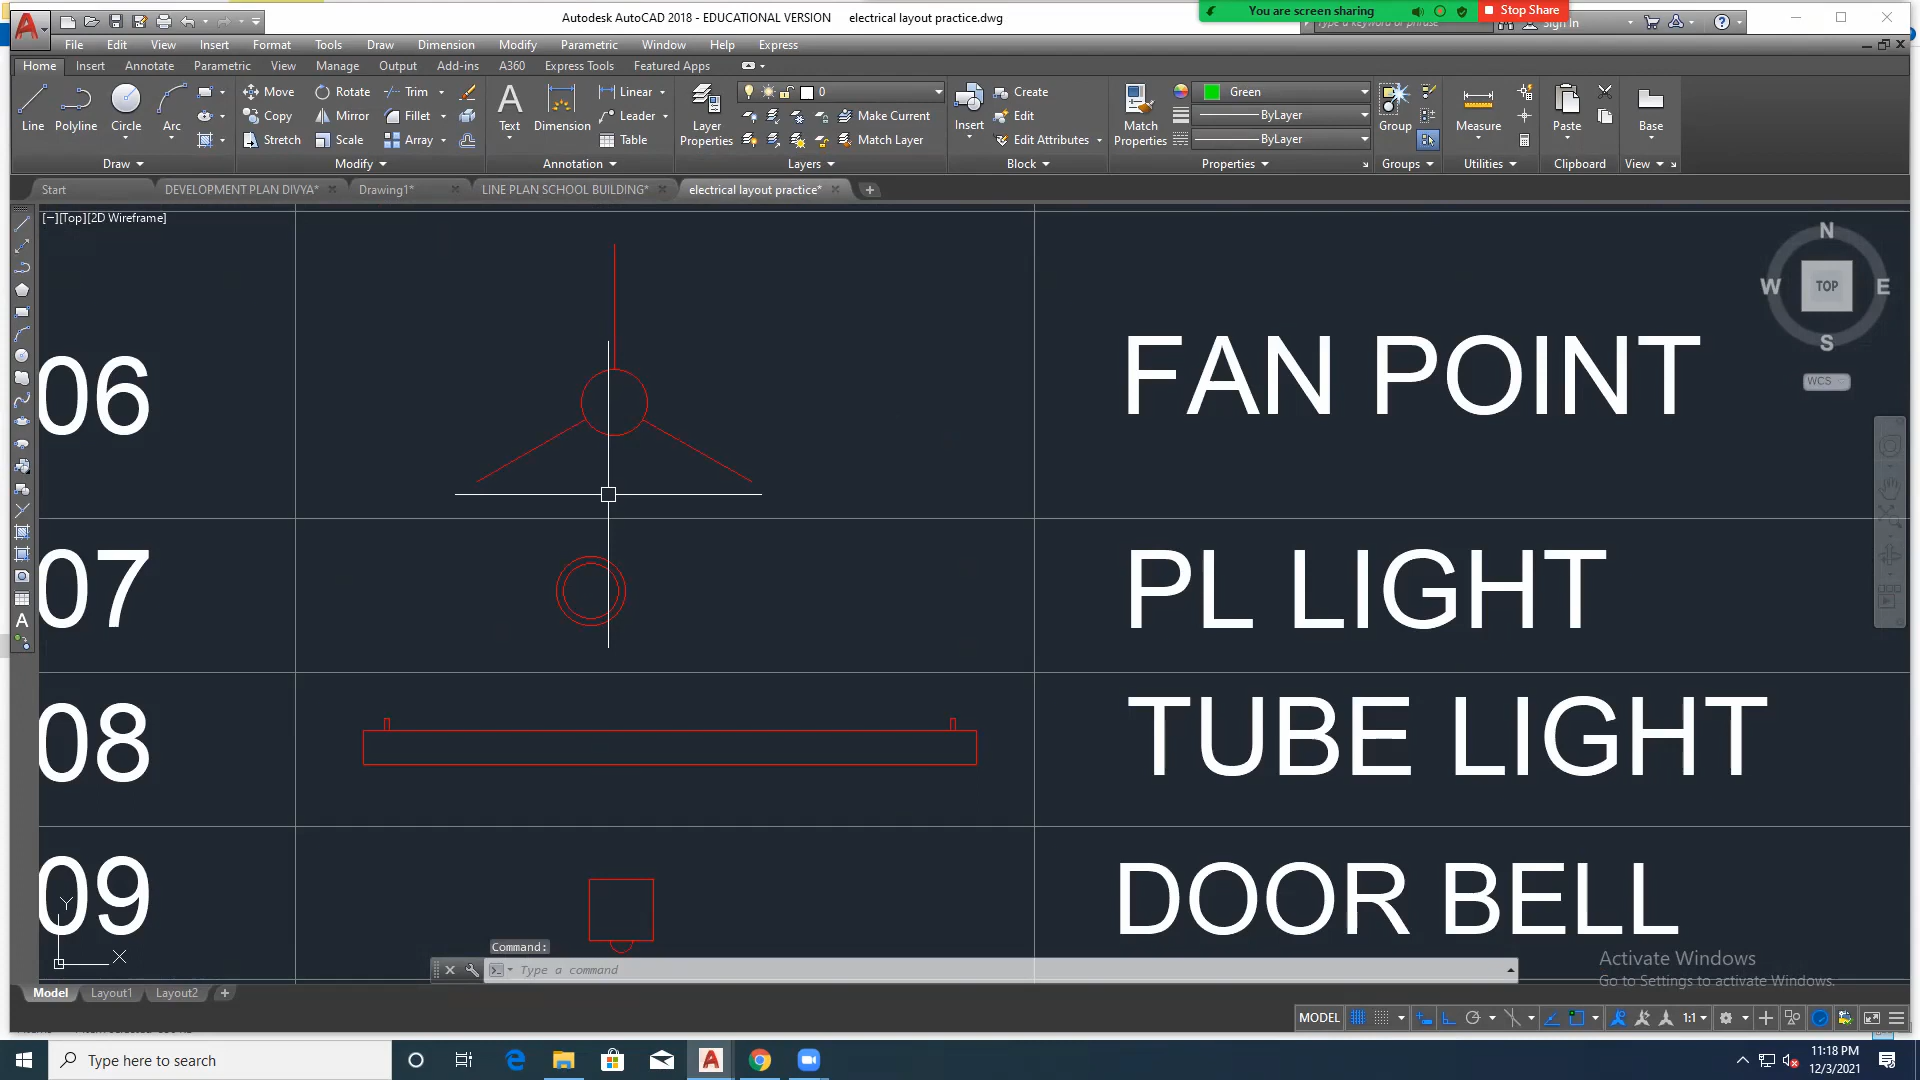 Autodesk AutoCAD 2018 - EDUCATIONAL VERSION electrical layout practice.dwg
You are screen sharing
Stop Share
Type a keyword or phrase
Sign In
File Edit View Insert Format Tools Draw Dimension Modify Parametric Window Help Express
Home Insert Annotate Parametric View Manage Output Add-ins A360 Express Tools Featured Apps
Line Polyline Circle Arc
Move Rotate Trim
Copy Mirror Fillet
Stretch Scale Array
Text Dimension
Linear
Leader
Table
Layer Properties
0
Make Current
Match Layer
Insert
Create
Edit
Edit Attributes
Match Properties
Green
ByLayer
ByLayer
Group
Measure
Paste
Base
Draw Modify Annotation Layers Block Properties Groups Utilities Clipboard View
Start DEVELOPMENT PLAN DIVYA* Drawing1* LINE PLAN SCHOOL BUILDING* electrical layout practice*
[−][Top][2D Wireframe]
N
W TOP E
S
WCS
06 FAN POINT
07 PL LIGHT
08 TUBE LIGHT
09 DOOR BELL
Y
X
Command:
Type a command
Activate Windows
Go to Settings to activate Windows.
Model Layout1 Layout2
MODEL 1:1
Type here to search
11:18 PM
12/3/2021